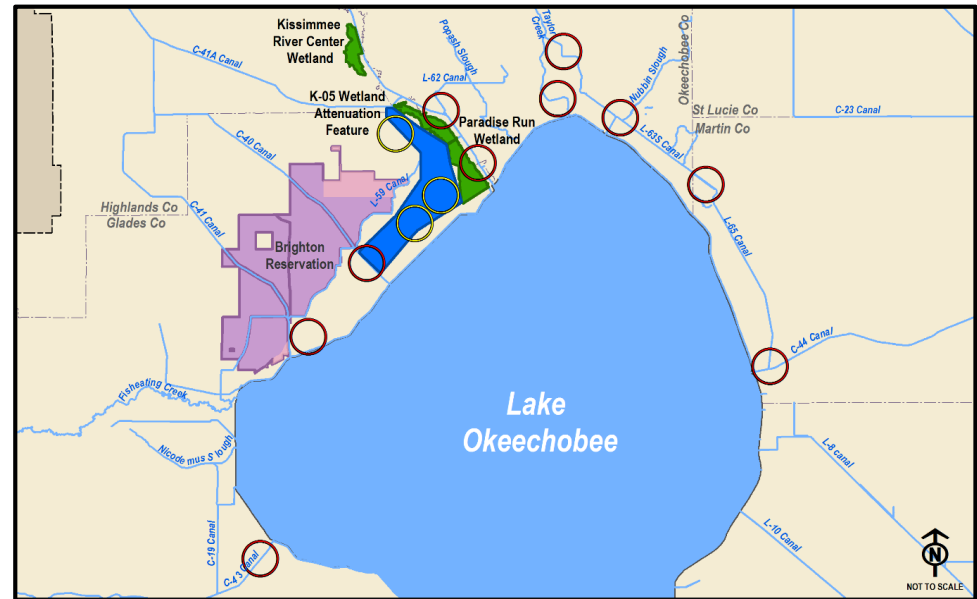 Kissimmee
River Center
Wetland
C-41A Canal
Popash Slough
Taylor
Creek
L-62 Canal
Nubbin Slough
Okeechobee Co
K-05 Wetland
Attenuation
Feature
Paradise Run
Wetland
St Lucie Co
Martin Co
C-23 Canal
L-63S Canal
C-40 Canal
L-59 Canal
C-41 Canal
Highlands Co
Glades Co
Brighton
Reservation
L-65 Canal
C-44 Canal
Fisheating Creek
Lake
Okeechobee
Nicodemus Slough
L-8 canal
L-10 Canal
C-19 Canal
C-43 Canal
N
NOT TO SCALE